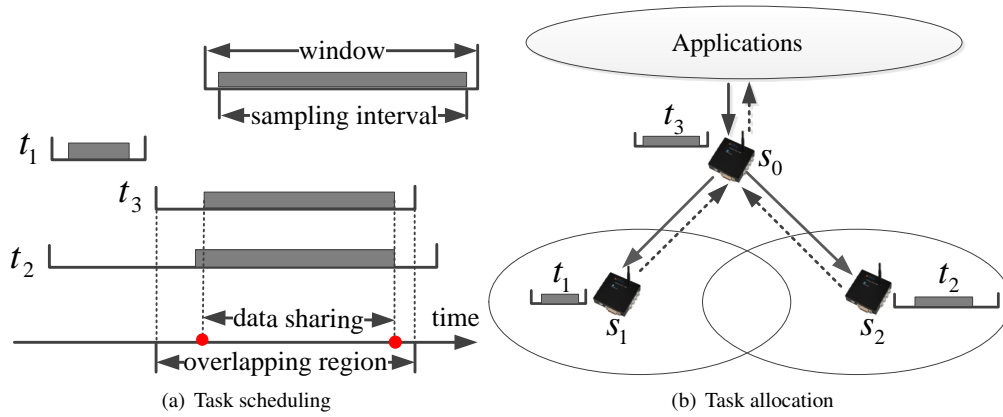 window
sampling interval
t1
t3
t2
data sharing
time
overlapping region
(a) Task scheduling
Applications
t3
s0
t1
s1
t2
s2
(b) Task allocation